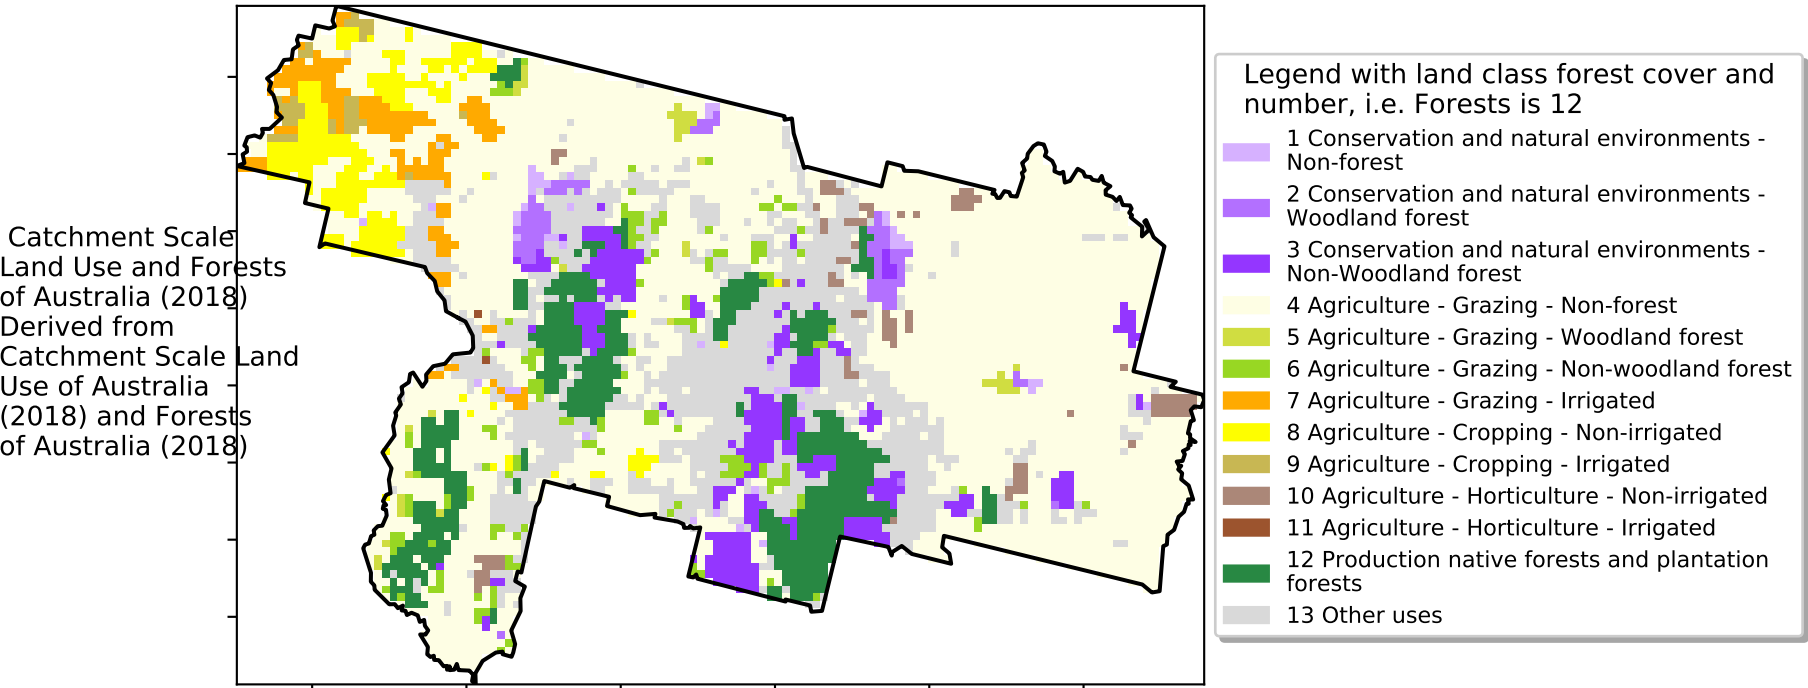 Catchment Scale
Land Use and Forests
of Australia (2018)
Derived from
Catchment Scale Land
Use of Australia
(2018) and Forests
of Australia (2018)
Legend with land class forest cover and
number, i.e. Forests is 12
1 Conservation and natural environments -
Non-forest
2 Conservation and natural environments -
Woodland forest
3 Conservation and natural environments -
Non-Woodland forest
4 Agriculture - Grazing - Non-forest
5 Agriculture - Grazing - Woodland forest
6 Agriculture - Grazing - Non-woodland forest
7 Agriculture - Grazing - Irrigated
8 Agriculture - Cropping - Non-irrigated
9 Agriculture - Cropping - Irrigated
10 Agriculture - Horticulture - Non-irrigated
11 Agriculture - Horticulture - Irrigated
12 Production native forests and plantation
forests
13 Other uses